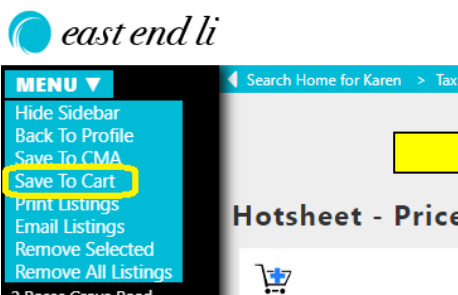 east end li
MENU ▼
Search Home for Karen > Tax
Hide Sidebar
Back To Profile
Save To CMA
Save To Cart
Print Listings
Email Listings
Remove Selected
Remove All Listings
Hotsheet - Price